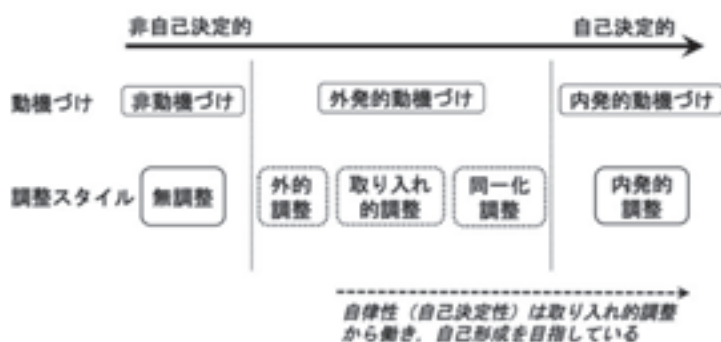 非自己決定的 自己決定的
動機づけ 非動機づけ 外発的動機づけ 内発的動機づけ
調整スタイル 無調整 外的調整 取り入れ的調整 同一化調整 内発的調整
自律性（自己決定性）は取り入れ的調整
から働き，自己形成を目指している